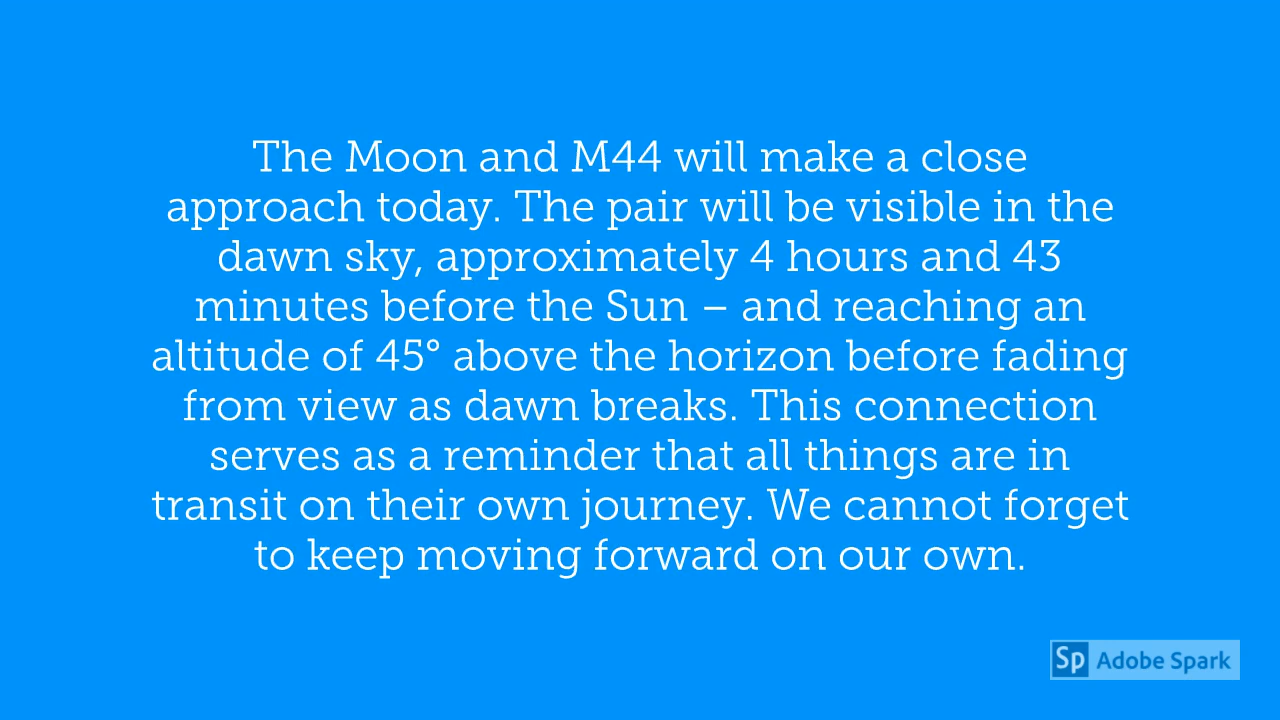 The Moon and M44 will make a close
approach today. The pair will be visible in the
dawn sky, approximately 4 hours and 43
minutes before the Sun – and reaching an
altitude of 45° above the horizon before fading
from view as dawn breaks. This connection
serves as a reminder that all things are in
transit on their own journey. We cannot forget
to keep moving forward on our own.
Sp Adobe Spark